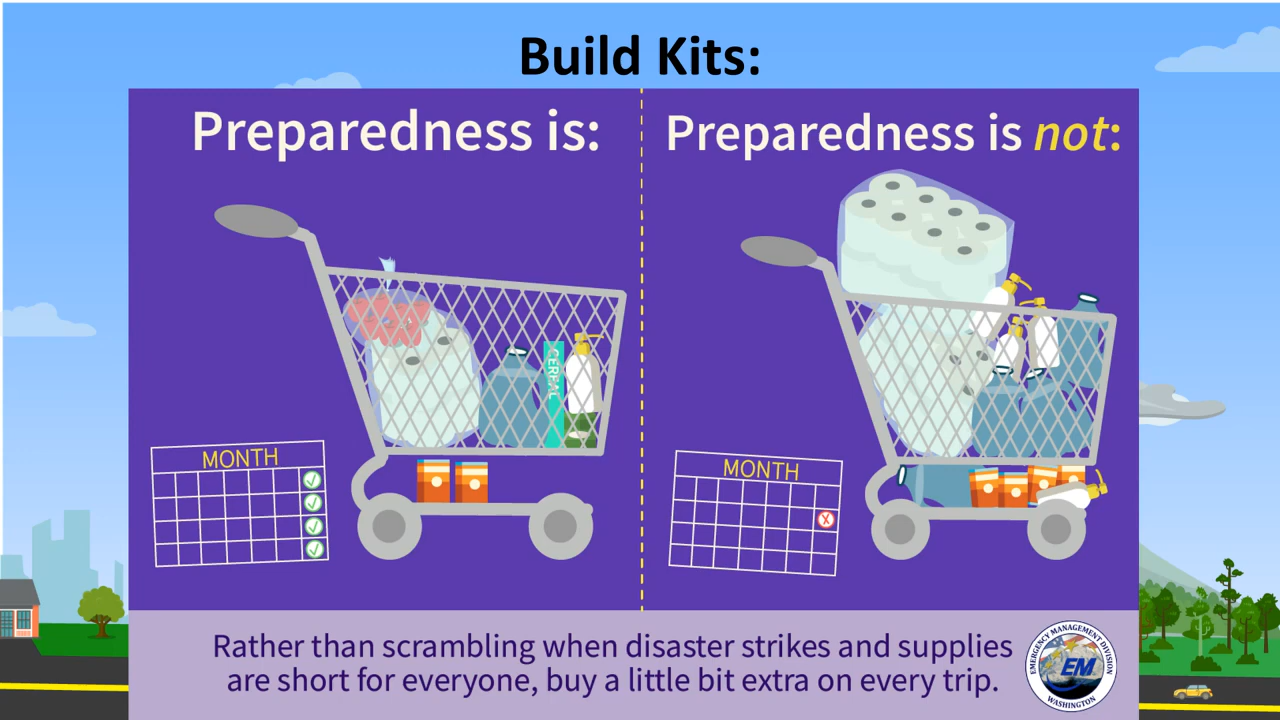 Build Kits:
Preparedness is:
Preparedness is not:
CEREAL
MONTH
MONTH
X
Rather than scrambling when disaster strikes and supplies
are short for everyone, buy a little bit extra on every trip.
EMERGENCY MANAGEMENT DIVISION
EM
WASHINGTON